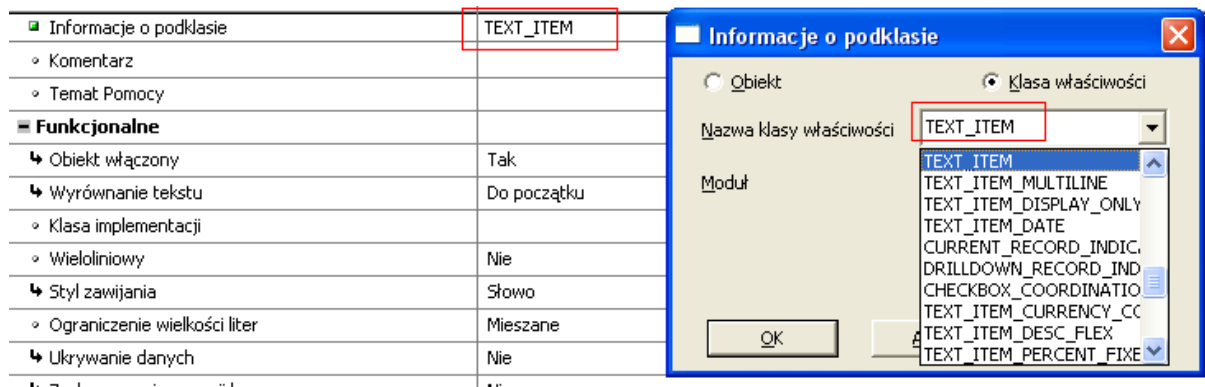 Informacje o podklasie TEXT_ITEM
Komentarz
Temat Pomocy
Funkcjonalne
Obiekt włączony Tak
Wyrównanie tekstu Do początku
Klasa implementacji
Wieloliniowy Nie
Styl zawijania Słowo
Ograniczenie wielkości liter Mieszane
Ukrywanie danych Nie
Informacje o podklasie
Obiekt Klasa właściwości
Nazwa klasy właściwości TEXT_ITEM
Moduł
TEXT_ITEM
TEXT_ITEM_MULTILINE
TEXT_ITEM_DISPLAY_ONLY
TEXT_ITEM_DATE
CURRENT_RECORD_INDIC
DRILLDOWN_RECORD_IND
CHECKBOX_COORDINATIO
TEXT_ITEM_CURRENCY_CO
TEXT_ITEM_DESC_FLEX
TEXT_ITEM_PERCENT_FIXE
OK